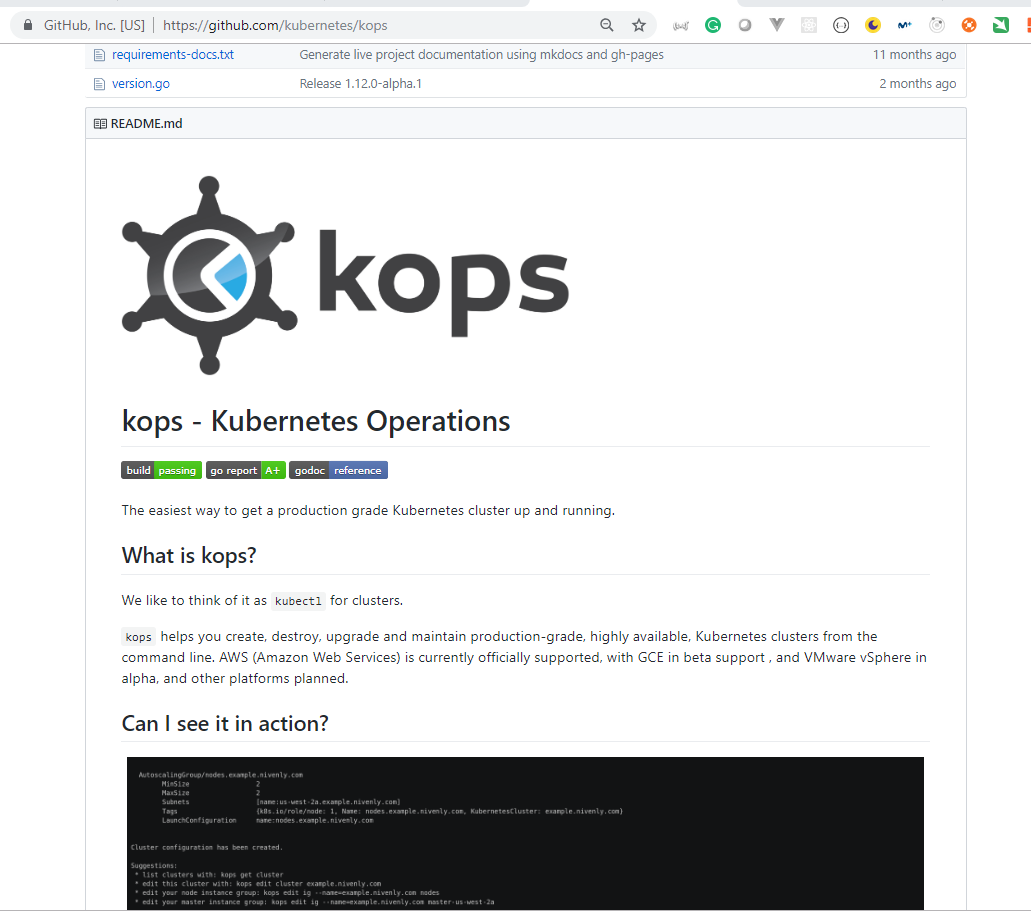 GitHub, Inc. [US] | https://github.com/kubernetes/kops
requirements-docs.txt Generate live project documentation using mkdocs and gh-pages 11 months ago
version.go Release 1.12.0-alpha.1 2 months ago
README.md
kops
kops - Kubernetes Operations
build passing go report A+ godoc reference
The easiest way to get a production grade Kubernetes cluster up and running.
What is kops?
We like to think of it as kubectl for clusters.
kops helps you create, destroy, upgrade and maintain production-grade, highly available, Kubernetes clusters from the
command line. AWS (Amazon Web Services) is currently officially supported, with GCE in beta support , and VMware vSphere in
alpha, and other platforms planned.
Can I see it in action?
AutoscalingGroup/nodes.example.nivenly.com
MinSize 2
MaxSize 2
Subnets [name:us-west-2a.example.nivenly.com]
Tags {k8s.io/role/node: 1, Name: nodes.example.nivenly.com, KubernetesCluster: example.nivenly.com}
LaunchConfiguration name:nodes.example.nivenly.com
Cluster configuration has been created.
Suggestions:
* list clusters with: kops get cluster
* edit this cluster with: kops edit cluster example.nivenly.com
* edit your node instance group: kops edit ig --name=example.nivenly.com nodes
* edit your master instance group: kops edit ig --name=example.nivenly.com master-us-west-2a